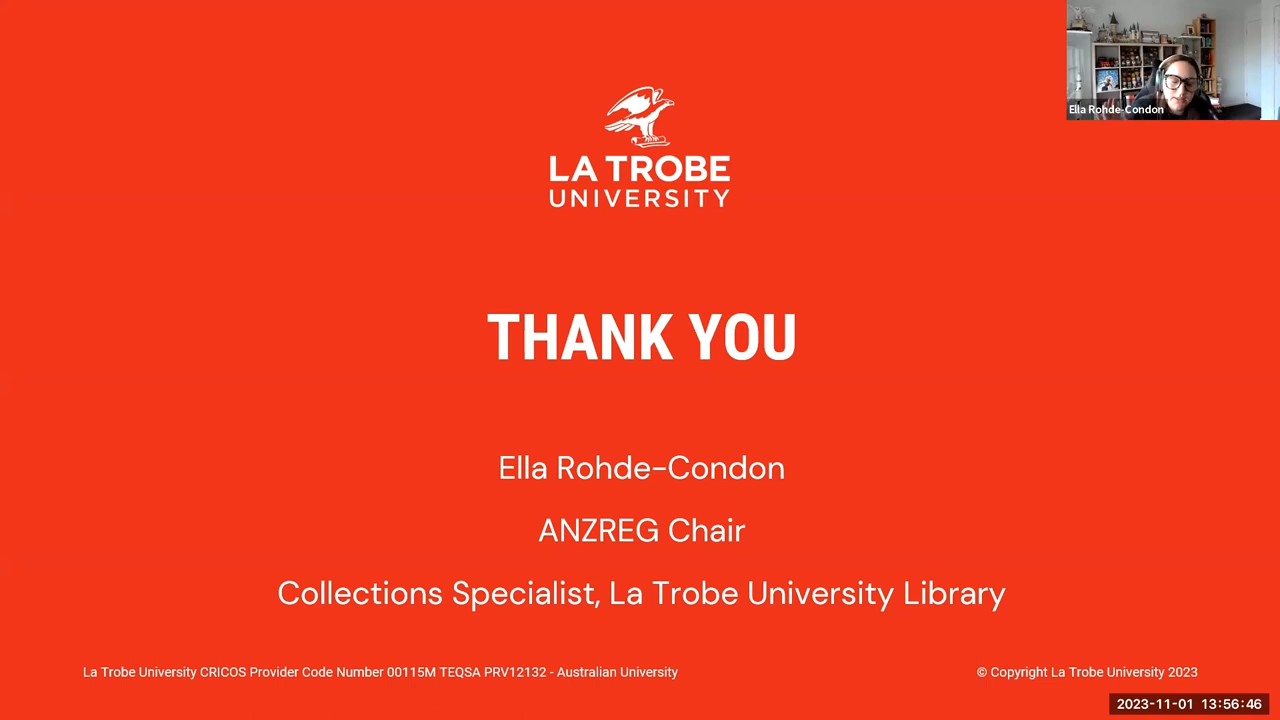 Ella Rohde-Condon
LA TROBE
UNIVERSITY
THANK YOU
Ella Rohde-Condon
ANZREG Chair
Collections Specialist, La Trobe University Library
La Trobe University CRICOS Provider Code Number 00115M TEQSA PRV12132 - Australian University
© Copyright La Trobe University 2023
2023-11-01 13:56:46